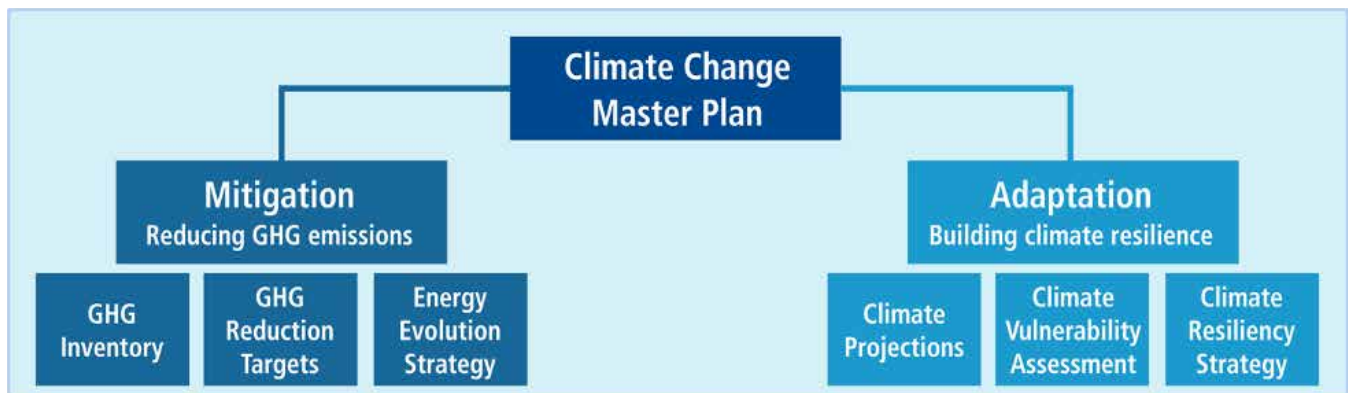 Climate Change
Master Plan
Mitigation
Reducing GHG emissions
GHG
Inventory
GHG
Reduction
Targets
Energy
Evolution
Strategy
Adaptation
Building climate resilience
Climate
Projections
Climate
Vulnerability
Assessment
Climate
Resiliency
Strategy